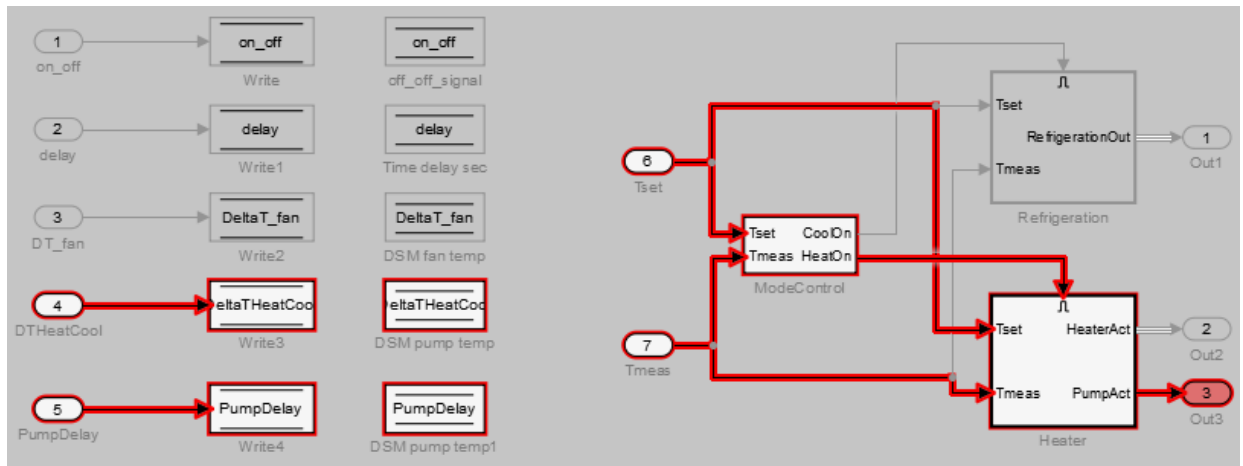 1
on_off
on_off
Write
on_off
off_off_signal
2
delay
delay
Write1
delay
Time delay sec
3
DT_fan
DeltaT_fan
Write2
DeltaT_fan
DSM fan temp
4
DTHeatCool
eltaTHeatCoo
Write3
eltaTHeatCoo
DSM pump temp
5
PumpDelay
PumpDelay
Write4
PumpDelay
DSM pump temp1
6
Tset
7
Tmeas
Tset CoolOn
Tmeas HeatOn
ModeControl
Tset
RefrigerationOut
Tmeas
Refrigeration
1
Out1
Tset HeaterAct
Tmeas PumpAct
Heater
2
Out2
3
Out3